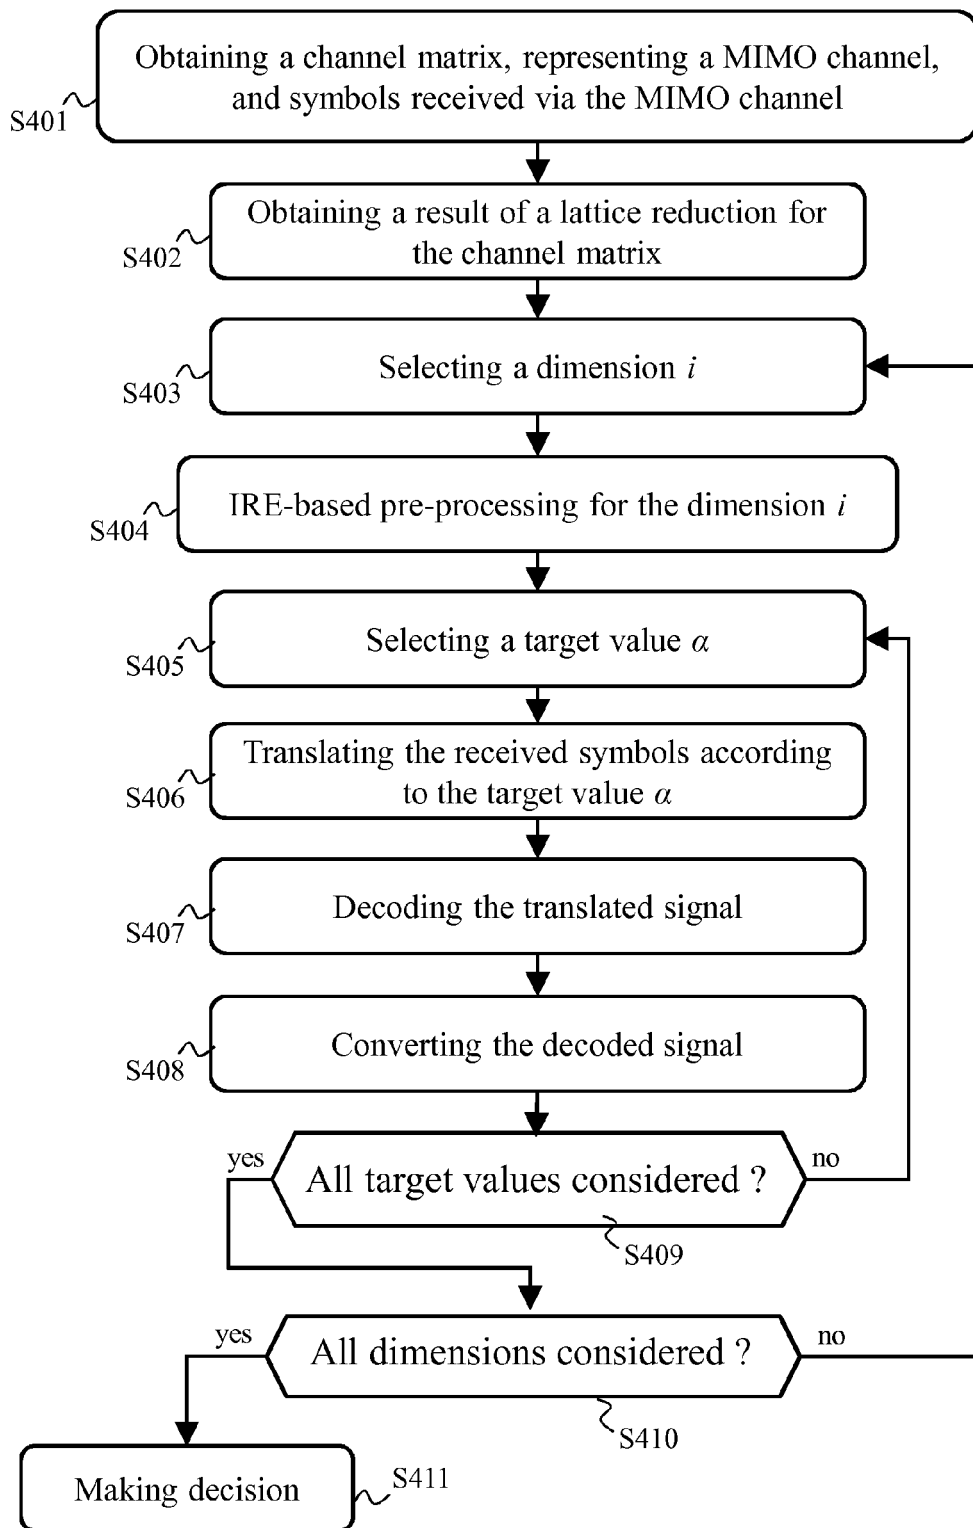 Obtaining a channel matrix, representing a MIMO channel,
and symbols received via the MIMO channel
S401
Obtaining a result of a lattice reduction for
the channel matrix
S402
Selecting a dimension i
S403
IRE-based pre-processing for the dimension i
S404
Selecting a target value α
S405
Translating the received symbols according
to the target value α
S406
Decoding the translated signal
S407
Converting the decoded signal
S408
yes
All target values considered ?
no
S409
yes
All dimensions considered ?
no
S410
Making decision
S411